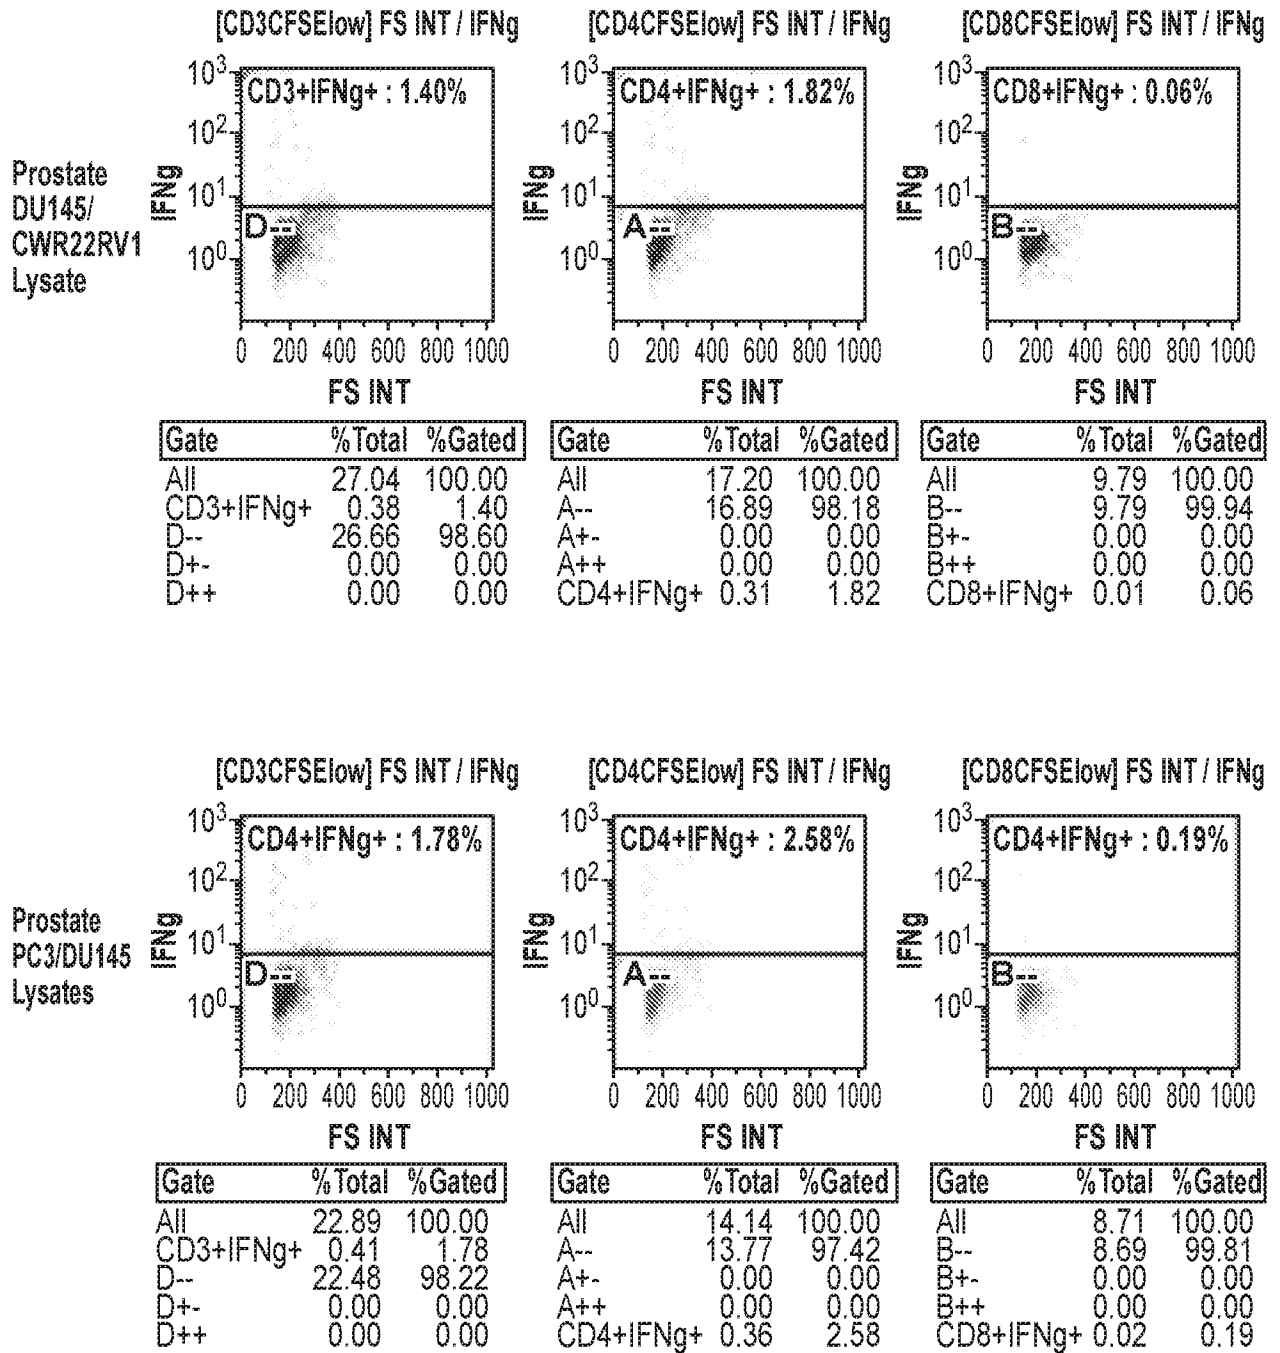 [CD3CFSElow] FS INT / IFNg
[CD4CFSElow] FS INT / IFNg
[CD8CFSElow] FS INT / IFNg
Prostate
DU145/
CWR22RV1
Lysate
IFNg
10³
10²
10¹
10⁰
CD3+IFNg+ : 1.40%
D--
0 200 400 600 800 1000
FS INT
IFNg
10³
10²
10¹
10⁰
CD4+IFNg+ : 1.82%
A--
0 200 400 600 800 1000
FS INT
IFNg
10³
10²
10¹
10⁰
CD8+IFNg+ : 0.06%
B--
0 200 400 600 800 1000
FS INT
Gate %Total %Gated
All 27.04 100.00
CD3+IFNg+ 0.38 1.40
D-- 26.66 98.60
D+- 0.00 0.00
D++ 0.00 0.00
Gate %Total %Gated
All 17.20 100.00
A-- 16.89 98.18
A+- 0.00 0.00
A++ 0.00 0.00
CD4+IFNg+ 0.31 1.82
Gate %Total %Gated
All 9.79 100.00
B-- 9.79 99.94
B+- 0.00 0.00
B++ 0.00 0.00
CD8+IFNg+ 0.01 0.06
[CD3CFSElow] FS INT / IFNg
[CD4CFSElow] FS INT / IFNg
[CD8CFSElow] FS INT / IFNg
Prostate
PC3/DU145
Lysates
IFNg
10³
10²
10¹
10⁰
CD4+IFNg+ : 1.78%
D--
0 200 400 600 800 1000
FS INT
IFNg
10³
10²
10¹
10⁰
CD4+IFNg+ : 2.58%
A--
0 200 400 600 800 1000
FS INT
IFNg
10³
10²
10¹
10⁰
CD4+IFNg+ : 0.19%
B--
0 200 400 600 800 1000
FS INT
Gate %Total %Gated
All 22.89 100.00
CD3+IFNg+ 0.41 1.78
D-- 22.48 98.22
D+- 0.00 0.00
D++ 0.00 0.00
Gate %Total %Gated
All 14.14 100.00
A-- 13.77 97.42
A+- 0.00 0.00
A++ 0.00 0.00
CD4+IFNg+ 0.36 2.58
Gate %Total %Gated
All 8.71 100.00
B-- 8.69 99.81
B+- 0.00 0.00
B++ 0.00 0.00
CD8+IFNg+ 0.02 0.19